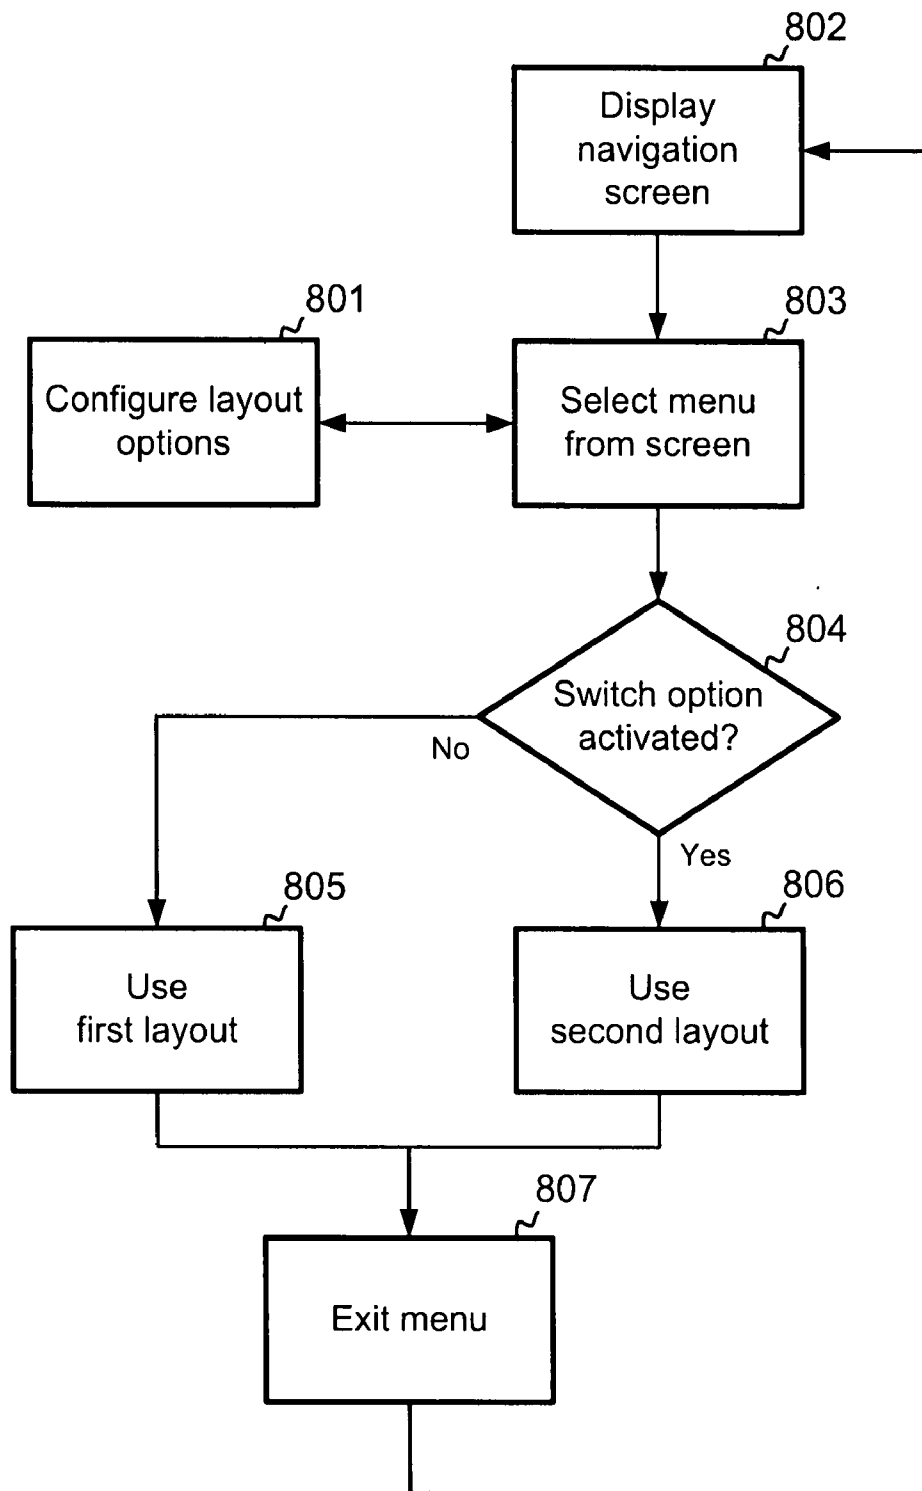 802
Display
navigation
screen
801
803
Configure layout
options
Select menu
from screen
804
Switch option
activated?
No
Yes
805
806
Use
first layout
Use
second layout
807
Exit menu